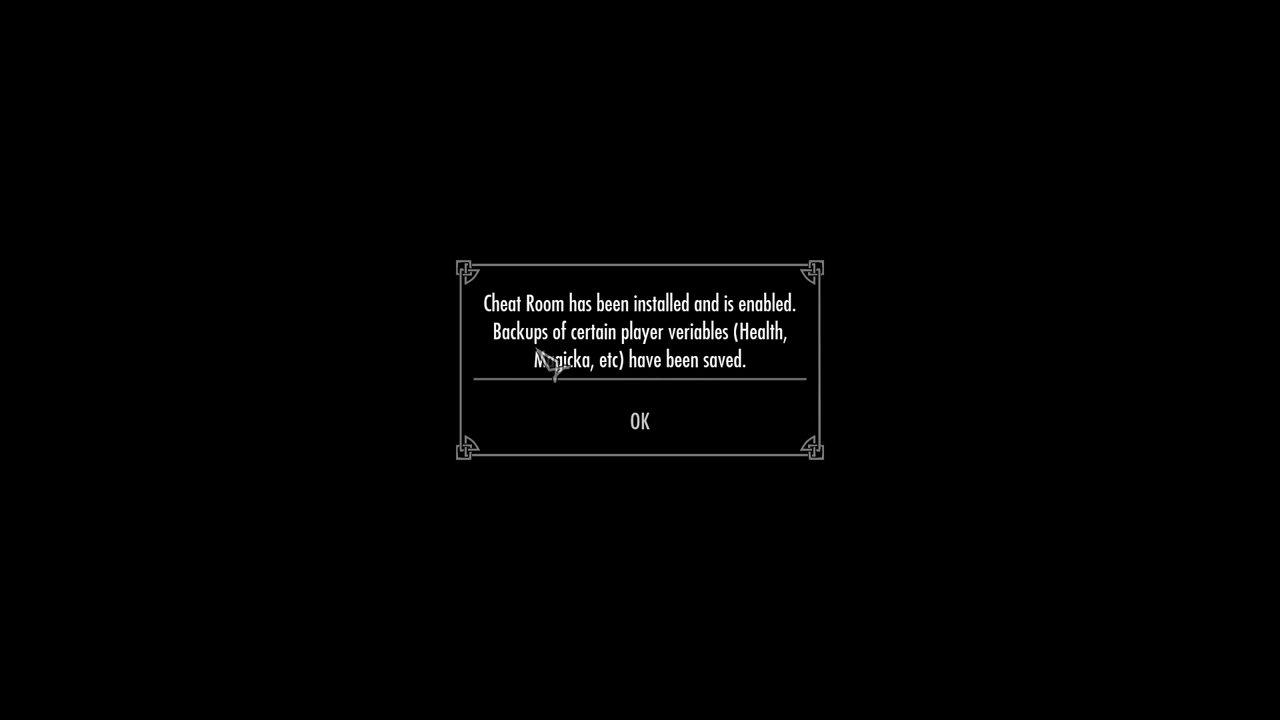 Cheat Room has been installed and is enabled.
Backups of certain player veriables (Health,
Magicka, etc) have been saved.
OK